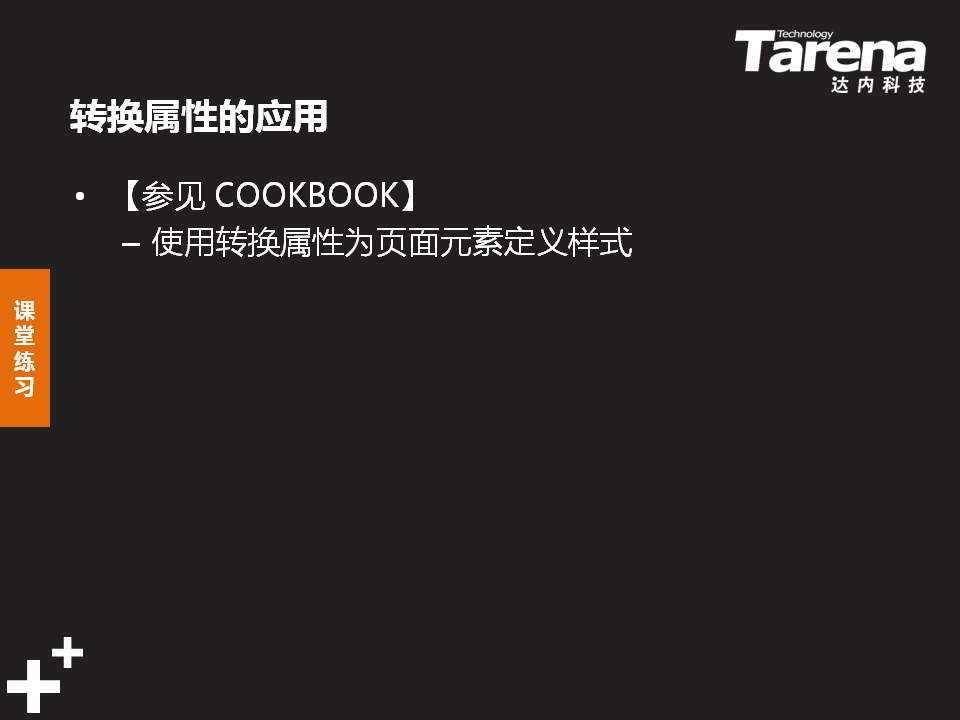 Technology
Tarena
达内科技
转换属性的应用
• 【参见 COOKBOOK】
– 使用转换属性为页面元素定义样式
课堂练习